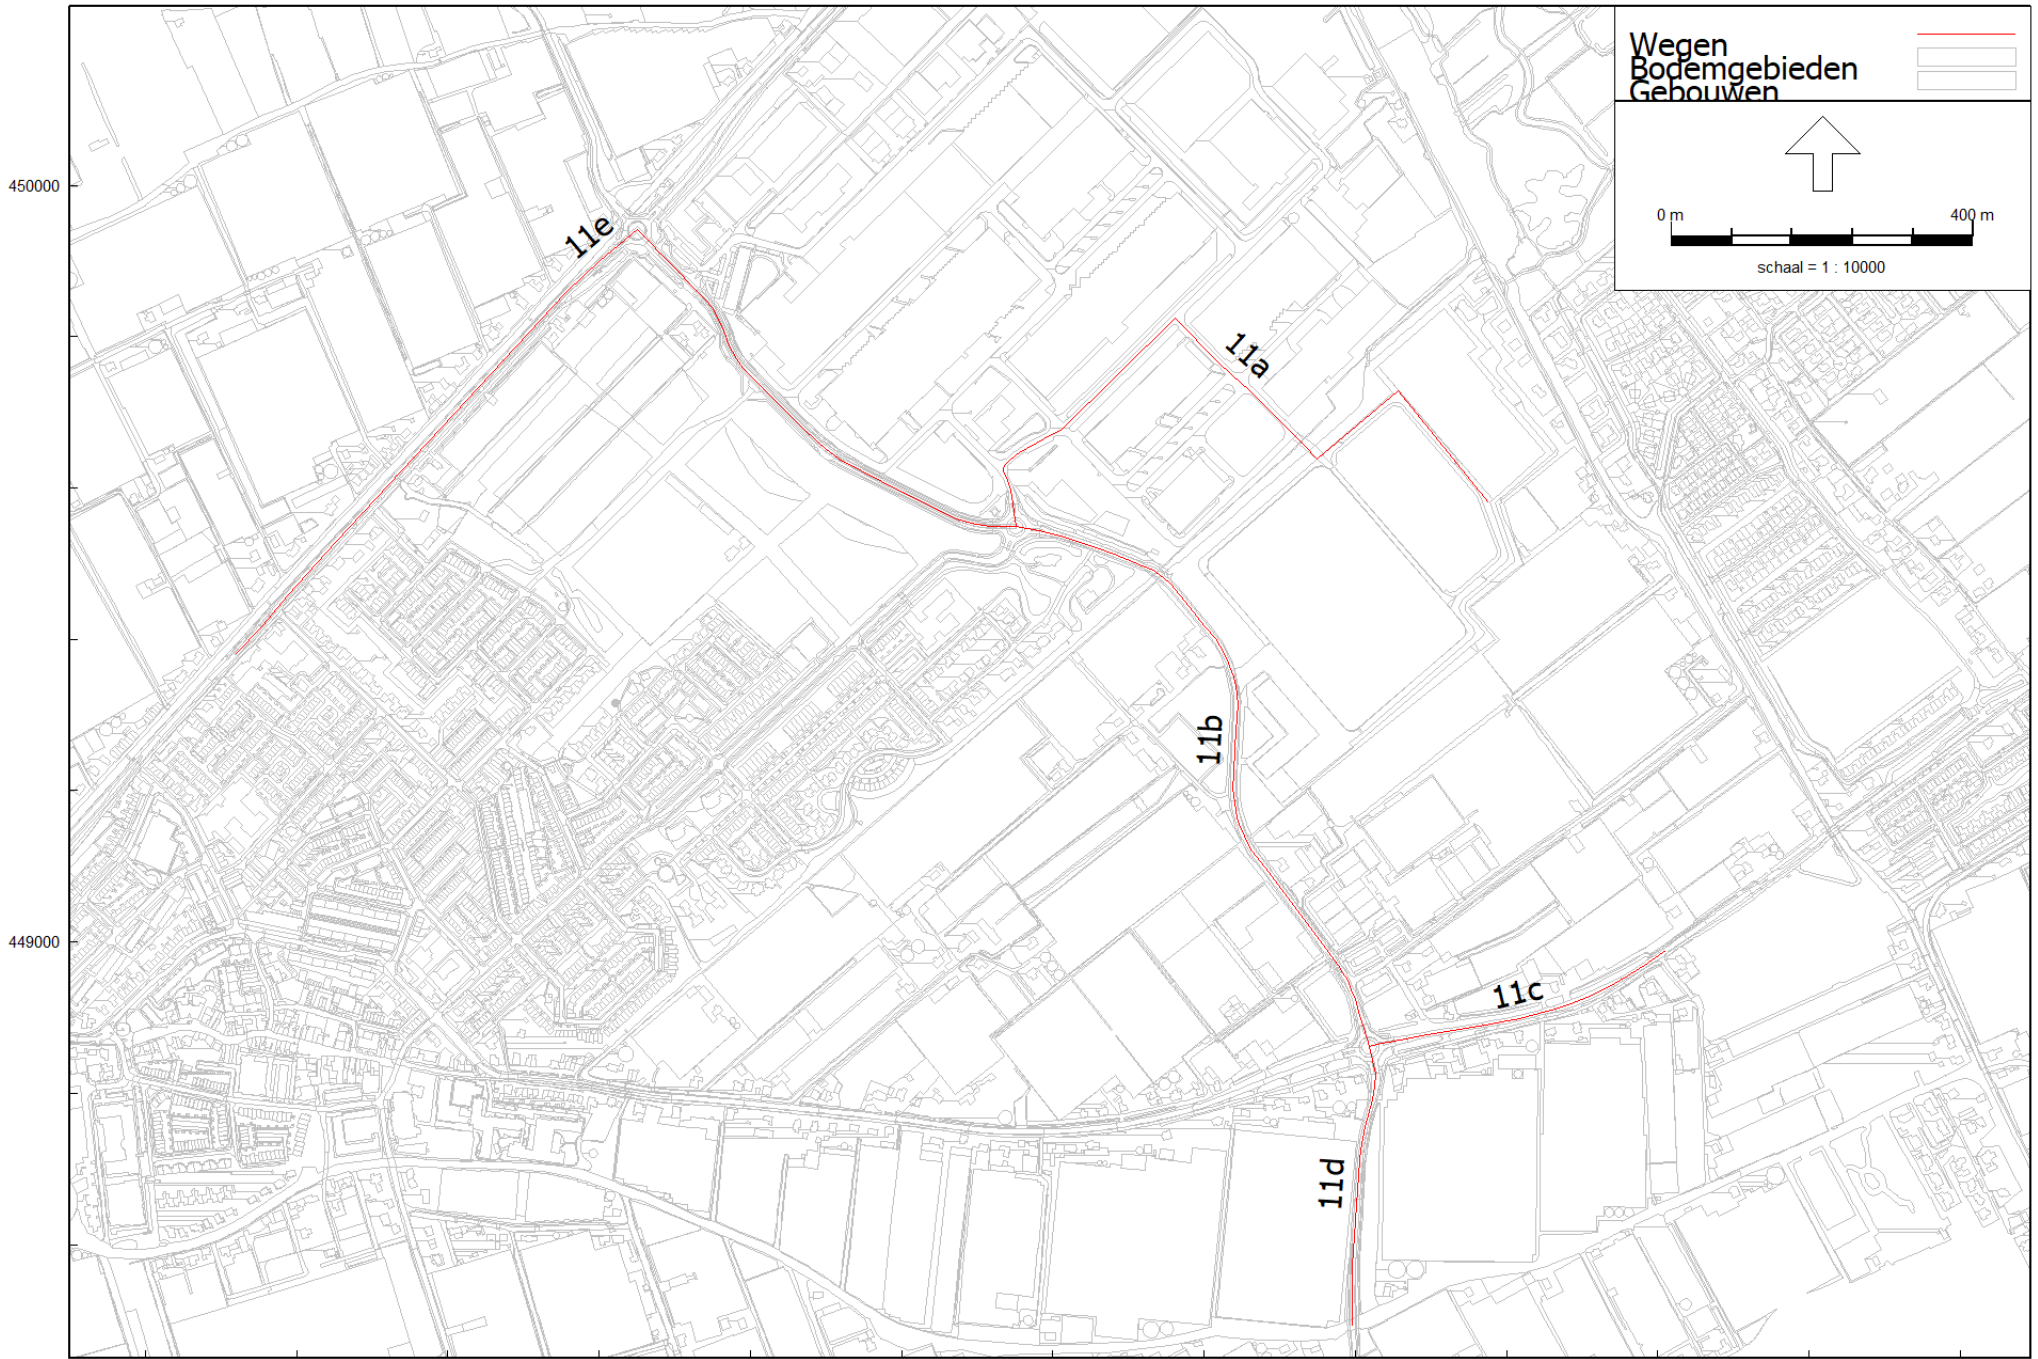 Wegen
Bodemgebieden
Gebouwen
0 m 400 m
schaal = 1 : 10000
450000
449000
11e
11a
11b
11c
11d